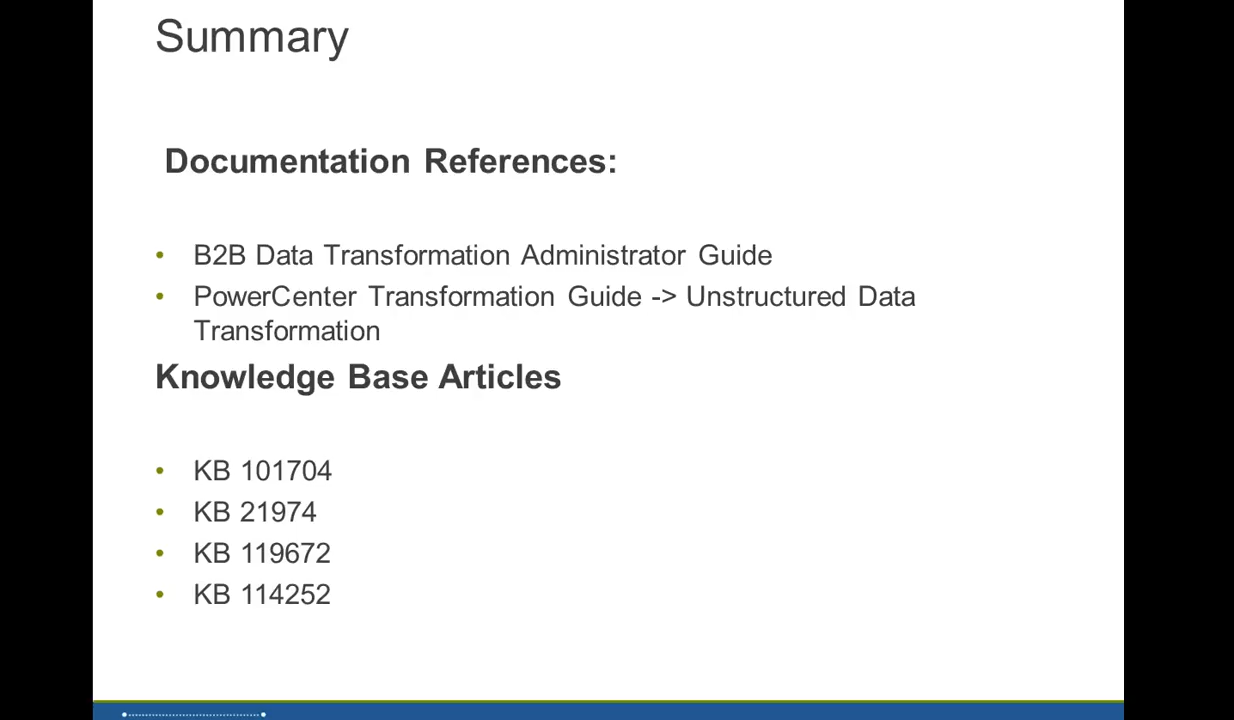 Summary
Documentation References:
• B2B Data Transformation Administrator Guide
• PowerCenter Transformation Guide -> Unstructured Data
Transformation
Knowledge Base Articles
• KB 101704
• KB 21974
• KB 119672
• KB 114252